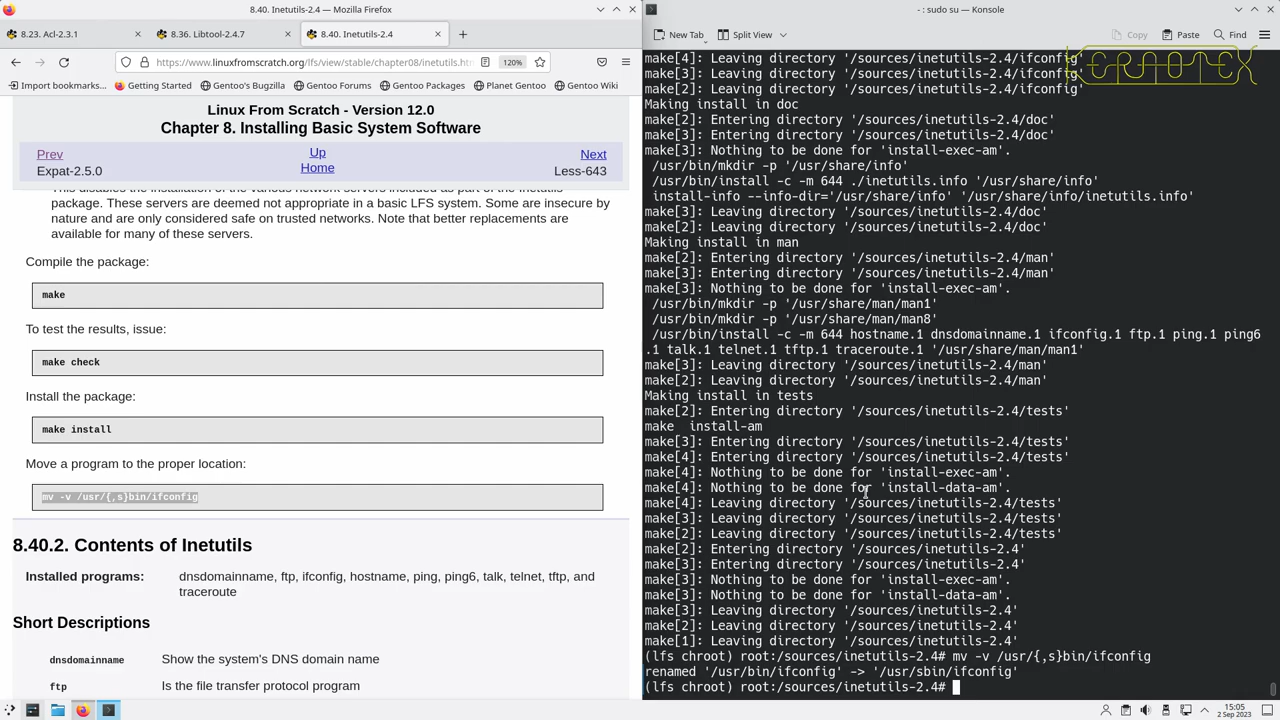 8.40. Inetutils-2.4 — Mozilla Firefox
8.23. Acl-2.3.1
8.36. Libtool-2.4.7
8.40. Inetutils-2.4
https://www.linuxfromscratch.org/lfs/view/stable/chapter08/inetutils.htm
120%
Import bookmarks...
Getting Started
Gentoo's Bugzilla
Gentoo Forums
Gentoo Packages
Planet Gentoo
Gentoo Wiki
Linux From Scratch - Version 12.0
Chapter 8. Installing Basic System Software
Prev
Up
Next
Expat-2.5.0
Home
Less-643
This disables the installation of the various network servers included as part of the Inetutils
package. These servers are deemed not appropriate in a basic LFS system. Some are insecure by
nature and are only considered safe on trusted networks. Note that better replacements are
available for many of these servers.
Compile the package:
make
To test the results, issue:
make check
Install the package:
make install
Move a program to the proper location:
mv -v /usr/{,s}bin/ifconfig
8.40.2. Contents of Inetutils
Installed programs:
dnsdomainname, ftp, ifconfig, hostname, ping, ping6, talk, telnet, tftp, and
traceroute
Short Descriptions
dnsdomainname
Show the system's DNS domain name
ftp
Is the file transfer protocol program
- : sudo su — Konsole
New Tab
Split View
Copy
Paste
Find
make[4]: Leaving directory '/sources/inetutils-2.4/ifconfig'
make[3]: Leaving directory '/sources/inetutils-2.4/ifconfig'
make[2]: Leaving directory '/sources/inetutils-2.4/ifconfig'
Making install in doc
make[2]: Entering directory '/sources/inetutils-2.4/doc'
make[3]: Entering directory '/sources/inetutils-2.4/doc'
make[3]: Nothing to be done for 'install-exec-am'.
/usr/bin/mkdir -p '/usr/share/info'
/usr/bin/install -c -m 644 ./inetutils.info '/usr/share/info'
install-info --info-dir='/usr/share/info' '/usr/share/info/inetutils.info'
make[3]: Leaving directory '/sources/inetutils-2.4/doc'
make[2]: Leaving directory '/sources/inetutils-2.4/doc'
Making install in man
make[2]: Entering directory '/sources/inetutils-2.4/man'
make[3]: Entering directory '/sources/inetutils-2.4/man'
make[3]: Nothing to be done for 'install-exec-am'.
/usr/bin/mkdir -p '/usr/share/man/man1'
/usr/bin/mkdir -p '/usr/share/man/man8'
/usr/bin/install -c -m 644 hostname.1 dnsdomainname.1 ifconfig.1 ftp.1 ping.1 ping6
.1 talk.1 telnet.1 tftp.1 traceroute.1 '/usr/share/man/man1'
make[3]: Leaving directory '/sources/inetutils-2.4/man'
make[2]: Leaving directory '/sources/inetutils-2.4/man'
Making install in tests
make[2]: Entering directory '/sources/inetutils-2.4/tests'
make  install-am
make[3]: Entering directory '/sources/inetutils-2.4/tests'
make[4]: Entering directory '/sources/inetutils-2.4/tests'
make[4]: Nothing to be done for 'install-exec-am'.
make[4]: Nothing to be done for 'install-data-am'.
make[4]: Leaving directory '/sources/inetutils-2.4/tests'
make[3]: Leaving directory '/sources/inetutils-2.4/tests'
make[2]: Leaving directory '/sources/inetutils-2.4/tests'
make[2]: Entering directory '/sources/inetutils-2.4'
make[3]: Entering directory '/sources/inetutils-2.4'
make[3]: Nothing to be done for 'install-exec-am'.
make[3]: Nothing to be done for 'install-data-am'.
make[3]: Leaving directory '/sources/inetutils-2.4'
make[2]: Leaving directory '/sources/inetutils-2.4'
make[1]: Leaving directory '/sources/inetutils-2.4'
(lfs chroot) root:/sources/inetutils-2.4# mv -v /usr/{,s}bin/ifconfig
renamed '/usr/bin/ifconfig' -> '/usr/sbin/ifconfig'
(lfs chroot) root:/sources/inetutils-2.4#
15:05
2 Sep 2023